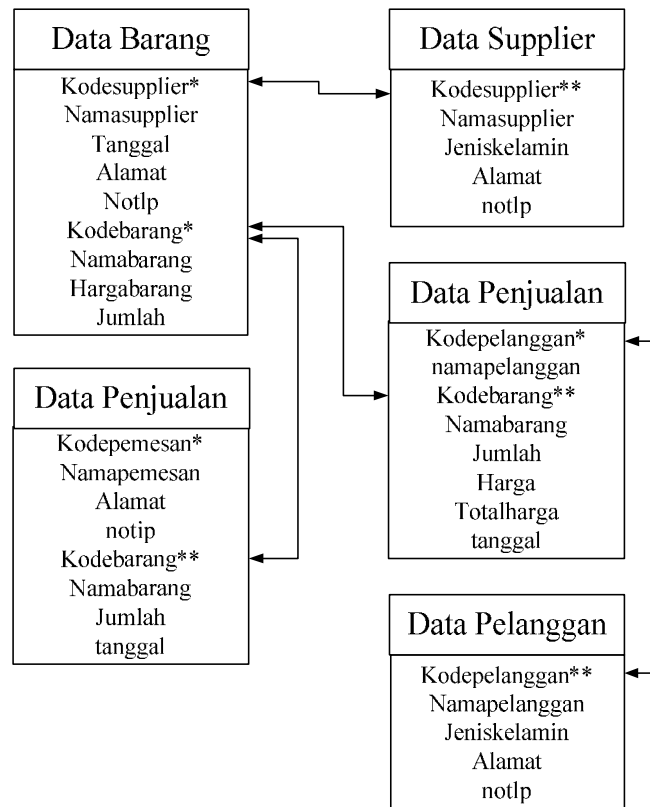 Data Barang
Kodesupplier*
Namasupplier
Tanggal
Alamat
Notlp
Kodebarang*
Namabarang
Hargabarang
Jumlah
Data Penjualan
Kodepemesan*
Namapemesan
Alamat
notip
Kodebarang**
Namabarang
Jumlah
tanggal
Data Supplier
Kodesupplier**
Namasupplier
Jeniskelamin
Alamat
notlp
Data Penjualan
Kodepelanggan*
namapelanggan
Kodebarang**
Namabarang
Jumlah
Harga
Totalharga
tanggal
Data Pelanggan
Kodepelanggan**
Namapelanggan
Jeniskelamin
Alamat
notlp